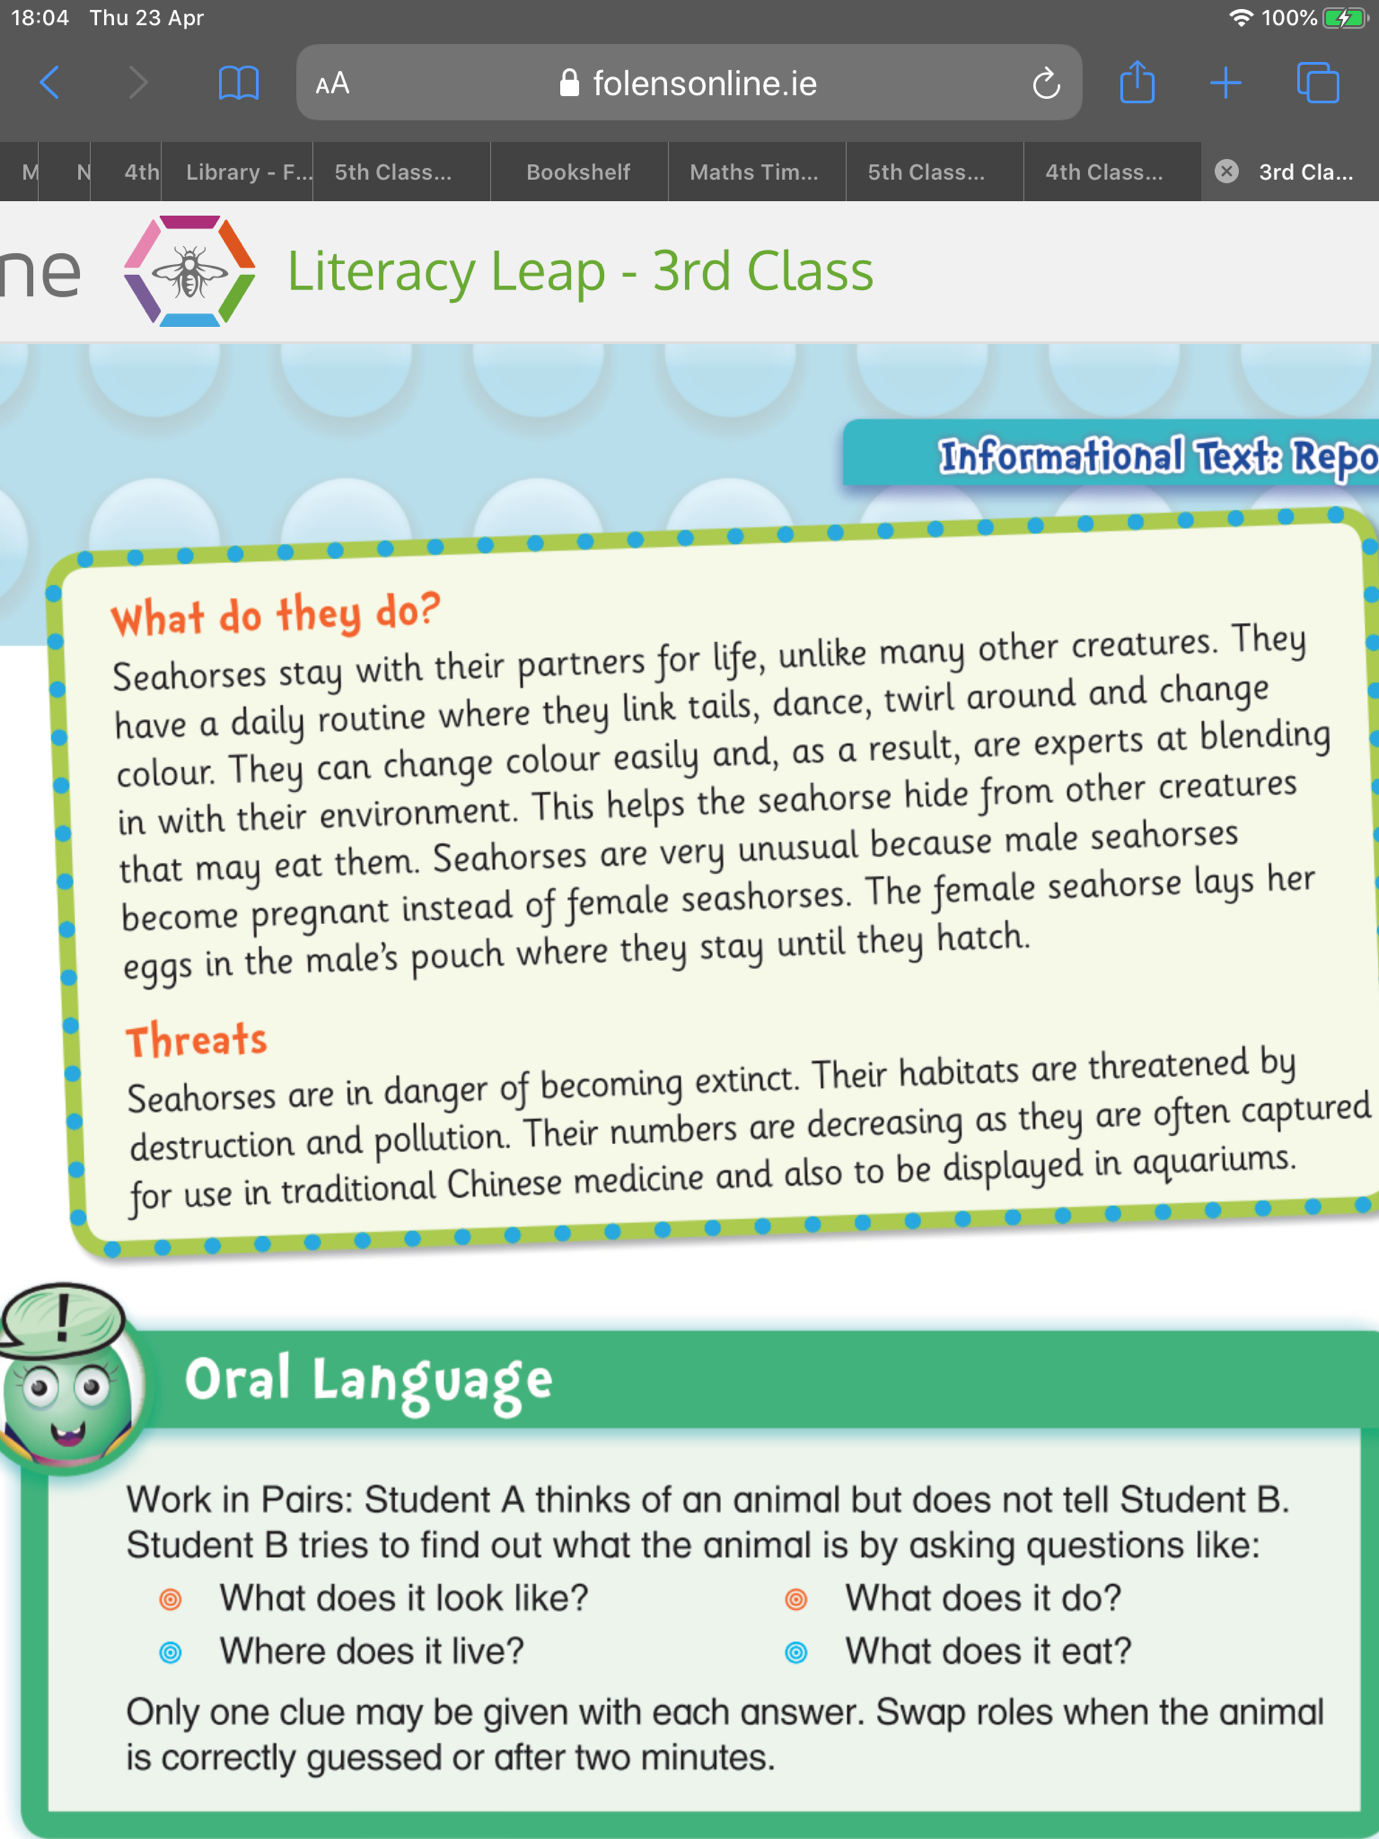 18:04 Thu 23 Apr 100%
AA folensonline.ie
M N 4th Library - F... 5th Class... Bookshelf Maths Tim... 5th Class... 4th Class... 3rd Cla...
ne Literacy Leap - 3rd Class
Informational Text: Repo
What do they do?
Seahorses stay with their partners for life, unlike many other creatures. They
have a daily routine where they link tails, dance, twirl around and change
colour. They can change colour easily and, as a result, are experts at blending
in with their environment. This helps the seahorse hide from other creatures
that may eat them. Seahorses are very unusual because male seahorses
become pregnant instead of female seashorses. The female seahorse lays her
eggs in the male's pouch where they stay until they hatch.
Threats
Seahorses are in danger of becoming extinct. Their habitats are threatened by
destruction and pollution. Their numbers are decreasing as they are often captured
for use in traditional Chinese medicine and also to be displayed in aquariums.
!
Oral Language
Work in Pairs: Student A thinks of an animal but does not tell Student B.
Student B tries to find out what the animal is by asking questions like:
What does it look like? What does it do?
Where does it live? What does it eat?
Only one clue may be given with each answer. Swap roles when the animal
is correctly guessed or after two minutes.